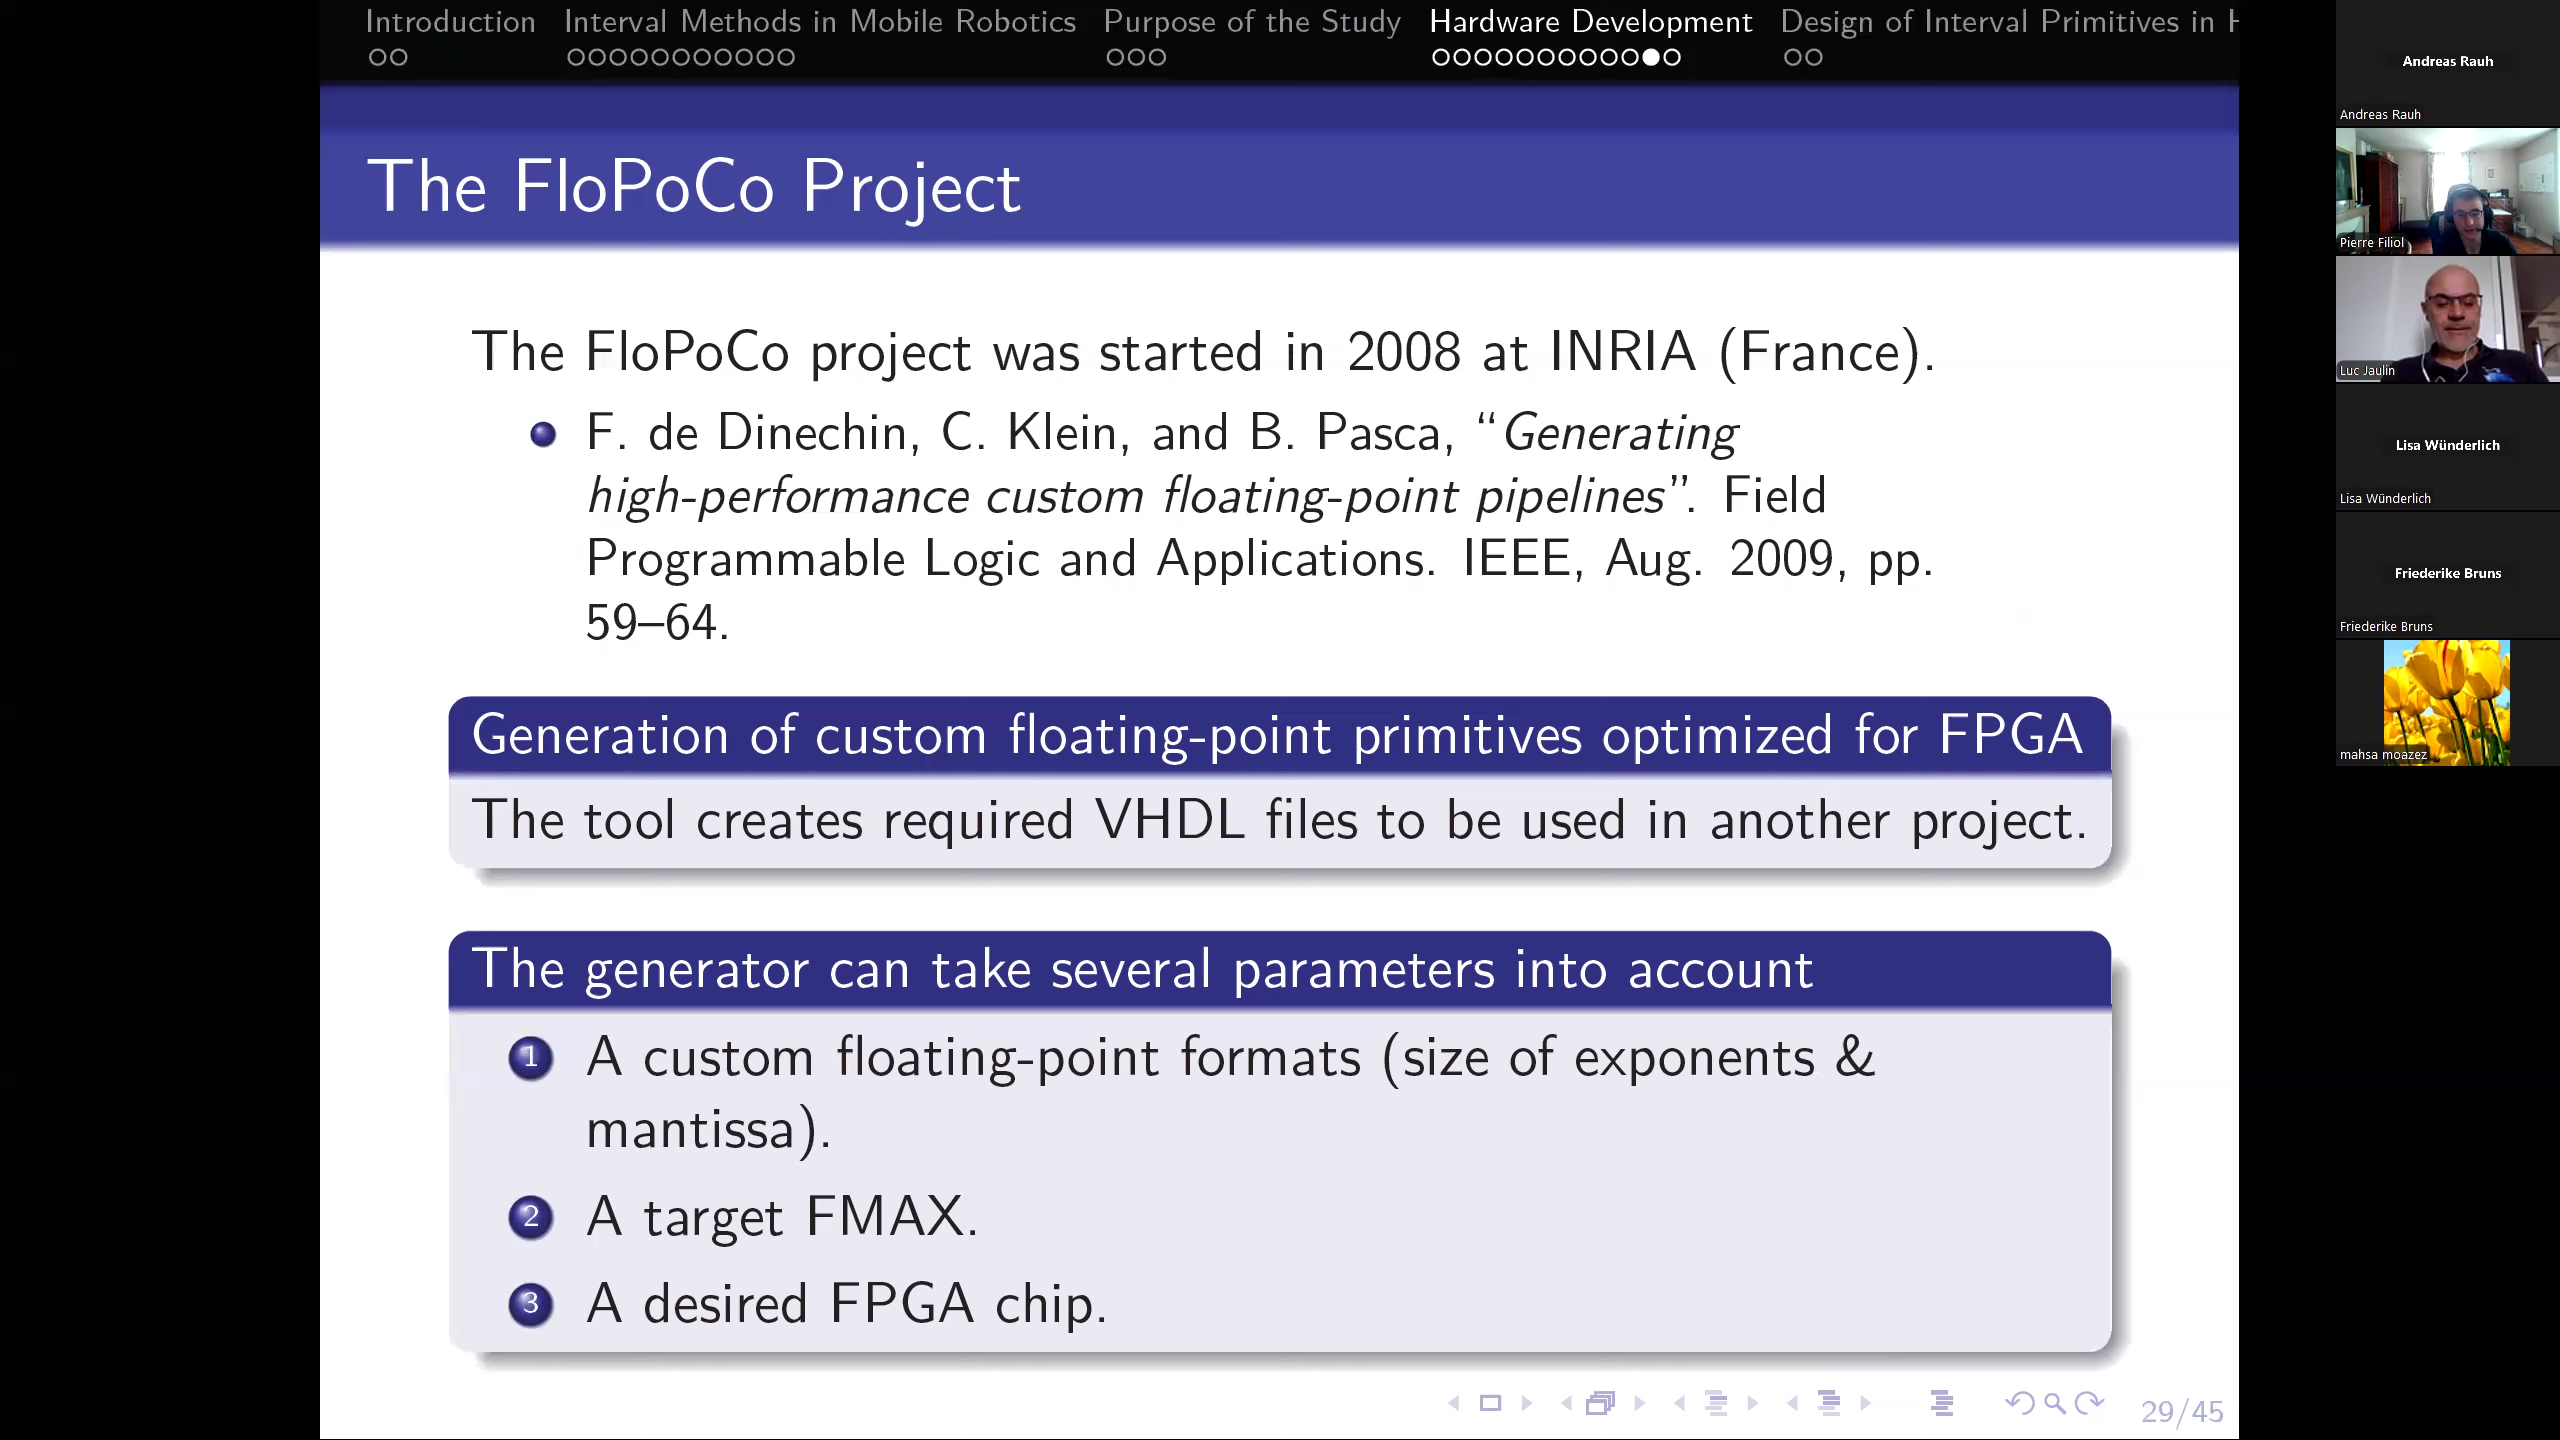 Introduction
Interval Methods in Mobile Robotics
Purpose of the Study
Hardware Development
Design of Interval Primitives in H
The FloPoCo Project
The FloPoCo project was started in 2008 at INRIA (France).
F. de Dinechin, C. Klein, and B. Pasca, “Generating
high-performance custom floating-point pipelines”. Field
Programmable Logic and Applications. IEEE, Aug. 2009, pp.
59–64.
Generation of custom floating-point primitives optimized for FPGA
The tool creates required VHDL files to be used in another project.
The generator can take several parameters into account
1 A custom floating-point formats (size of exponents &
mantissa).
2 A target FMAX.
3 A desired FPGA chip.
29/45
Andreas Rauh
Andreas Rauh
Pierre Filiol
Luc Jaulin
Lisa Wünderlich
Lisa Wünderlich
Friederike Bruns
Friederike Bruns
mahsa moazez